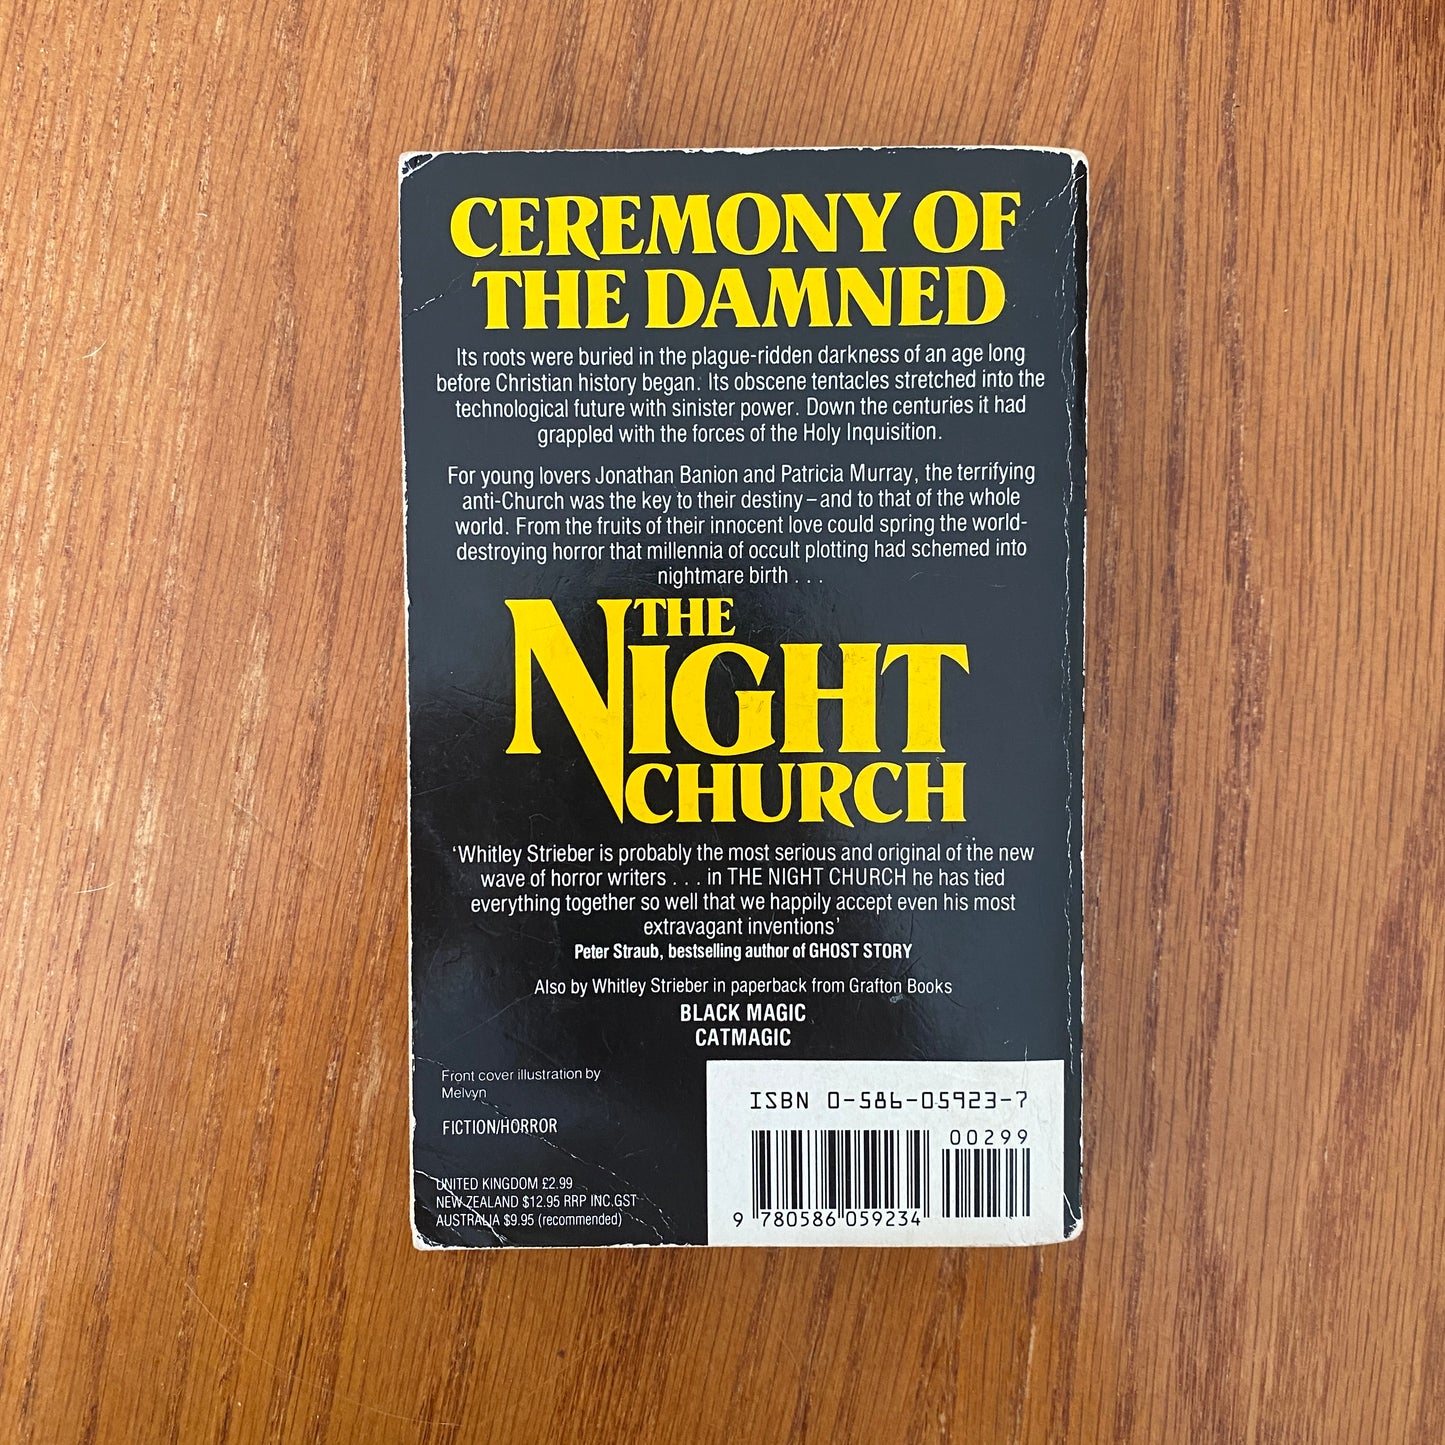 CEREMONY OF
THE DAMNED
Its roots were buried in the plague-ridden darkness of an age long
before Christian history began. Its obscene tentacles stretched into the
technological future with sinister power. Down the centuries it had
grappled with the forces of the Holy Inquisition.
For young lovers Jonathan Banion and Patricia Murray, the terrifying
anti-Church was the key to their destiny – and to that of the whole
world. From the fruits of their innocent love could spring the world-
destroying horror that millennia of occult plotting had schemed into
nightmare birth . . .
THE
NIGHT
CHURCH
‘Whitley Strieber is probably the most serious and original of the new
wave of horror writers . . . in THE NIGHT CHURCH he has tied
everything together so well that we happily accept even his most
extravagant inventions’
Peter Straub, bestselling author of GHOST STORY
Also by Whitley Strieber in paperback from Grafton Books
BLACK MAGIC
CATMAGIC
Front cover illustration by
Melvyn
FICTION/HORROR
UNITED KINGDOM £2.99
NEW ZEALAND $12.95 RRP INC.GST
AUSTRALIA $9.95 (recommended)
ISBN 0-586-05923-7
00299
9 780586 059234